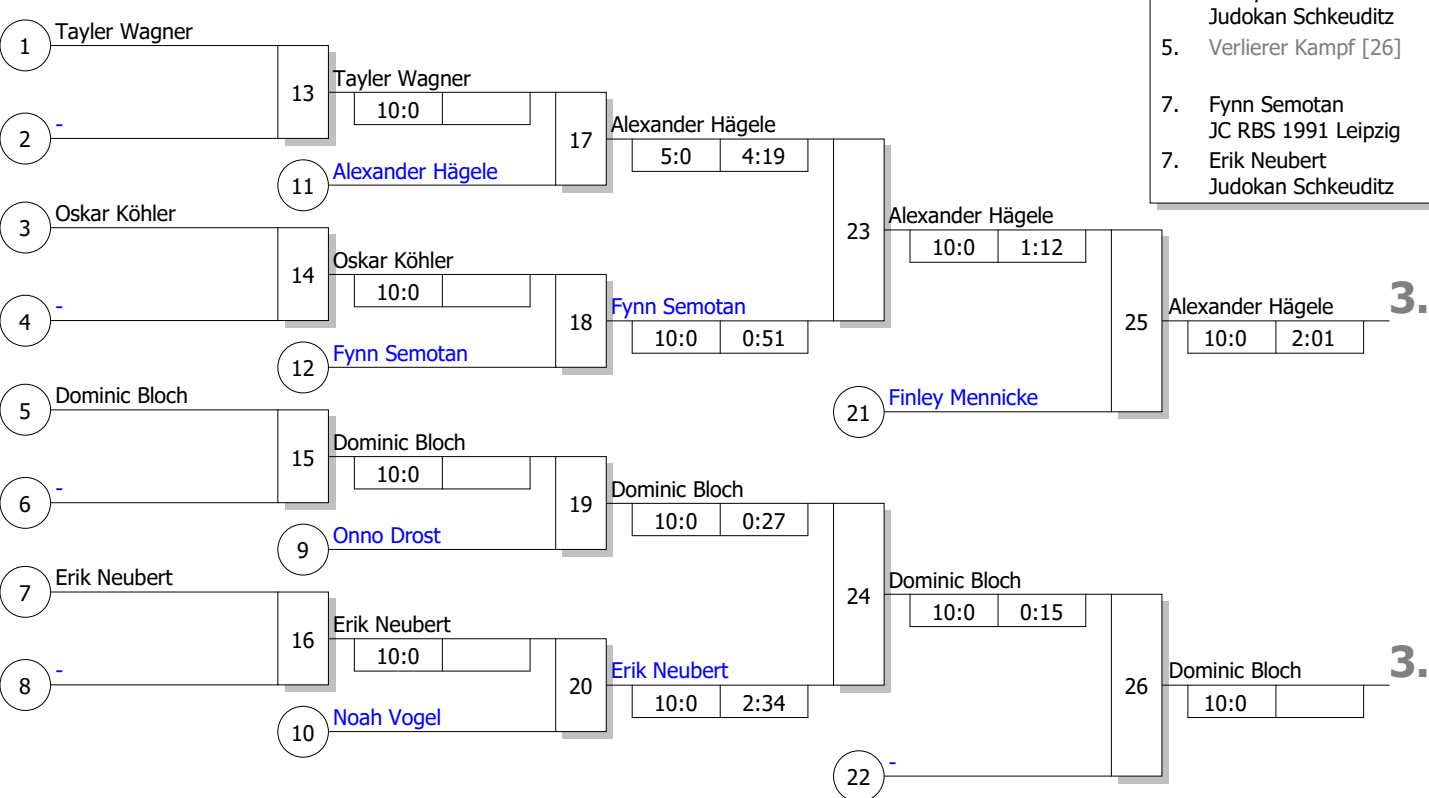 Judokan Schkeuditz
5. Verlierer Kampf [26]
7. Fynn Semotan
JC RBS 1991 Leipzig
7. Erik Neubert
Judokan Schkeuditz
1 Tayler Wagner
13 Tayler Wagner
10:0
2 -
17 Alexander Hägele
5:0 4:19
11 Alexander Hägele
3 Oskar Köhler
23 Alexander Hägele
10:0 1:12
14 Oskar Köhler
10:0
4 -
18 Fynn Semotan
10:0 0:51
12 Fynn Semotan
25 Alexander Hägele 3.
10:0 2:01
5 Dominic Bloch
21 Finley Mennicke
15 Dominic Bloch
10:0
6 -
19 Dominic Bloch
10:0 0:27
9 Onno Drost
7 Erik Neubert
24 Dominic Bloch
10:0 0:15
16 Erik Neubert
10:0
8 -
20 Erik Neubert
10:0 2:34
10 Noah Vogel
26 Dominic Bloch 3.
10:0
22 -